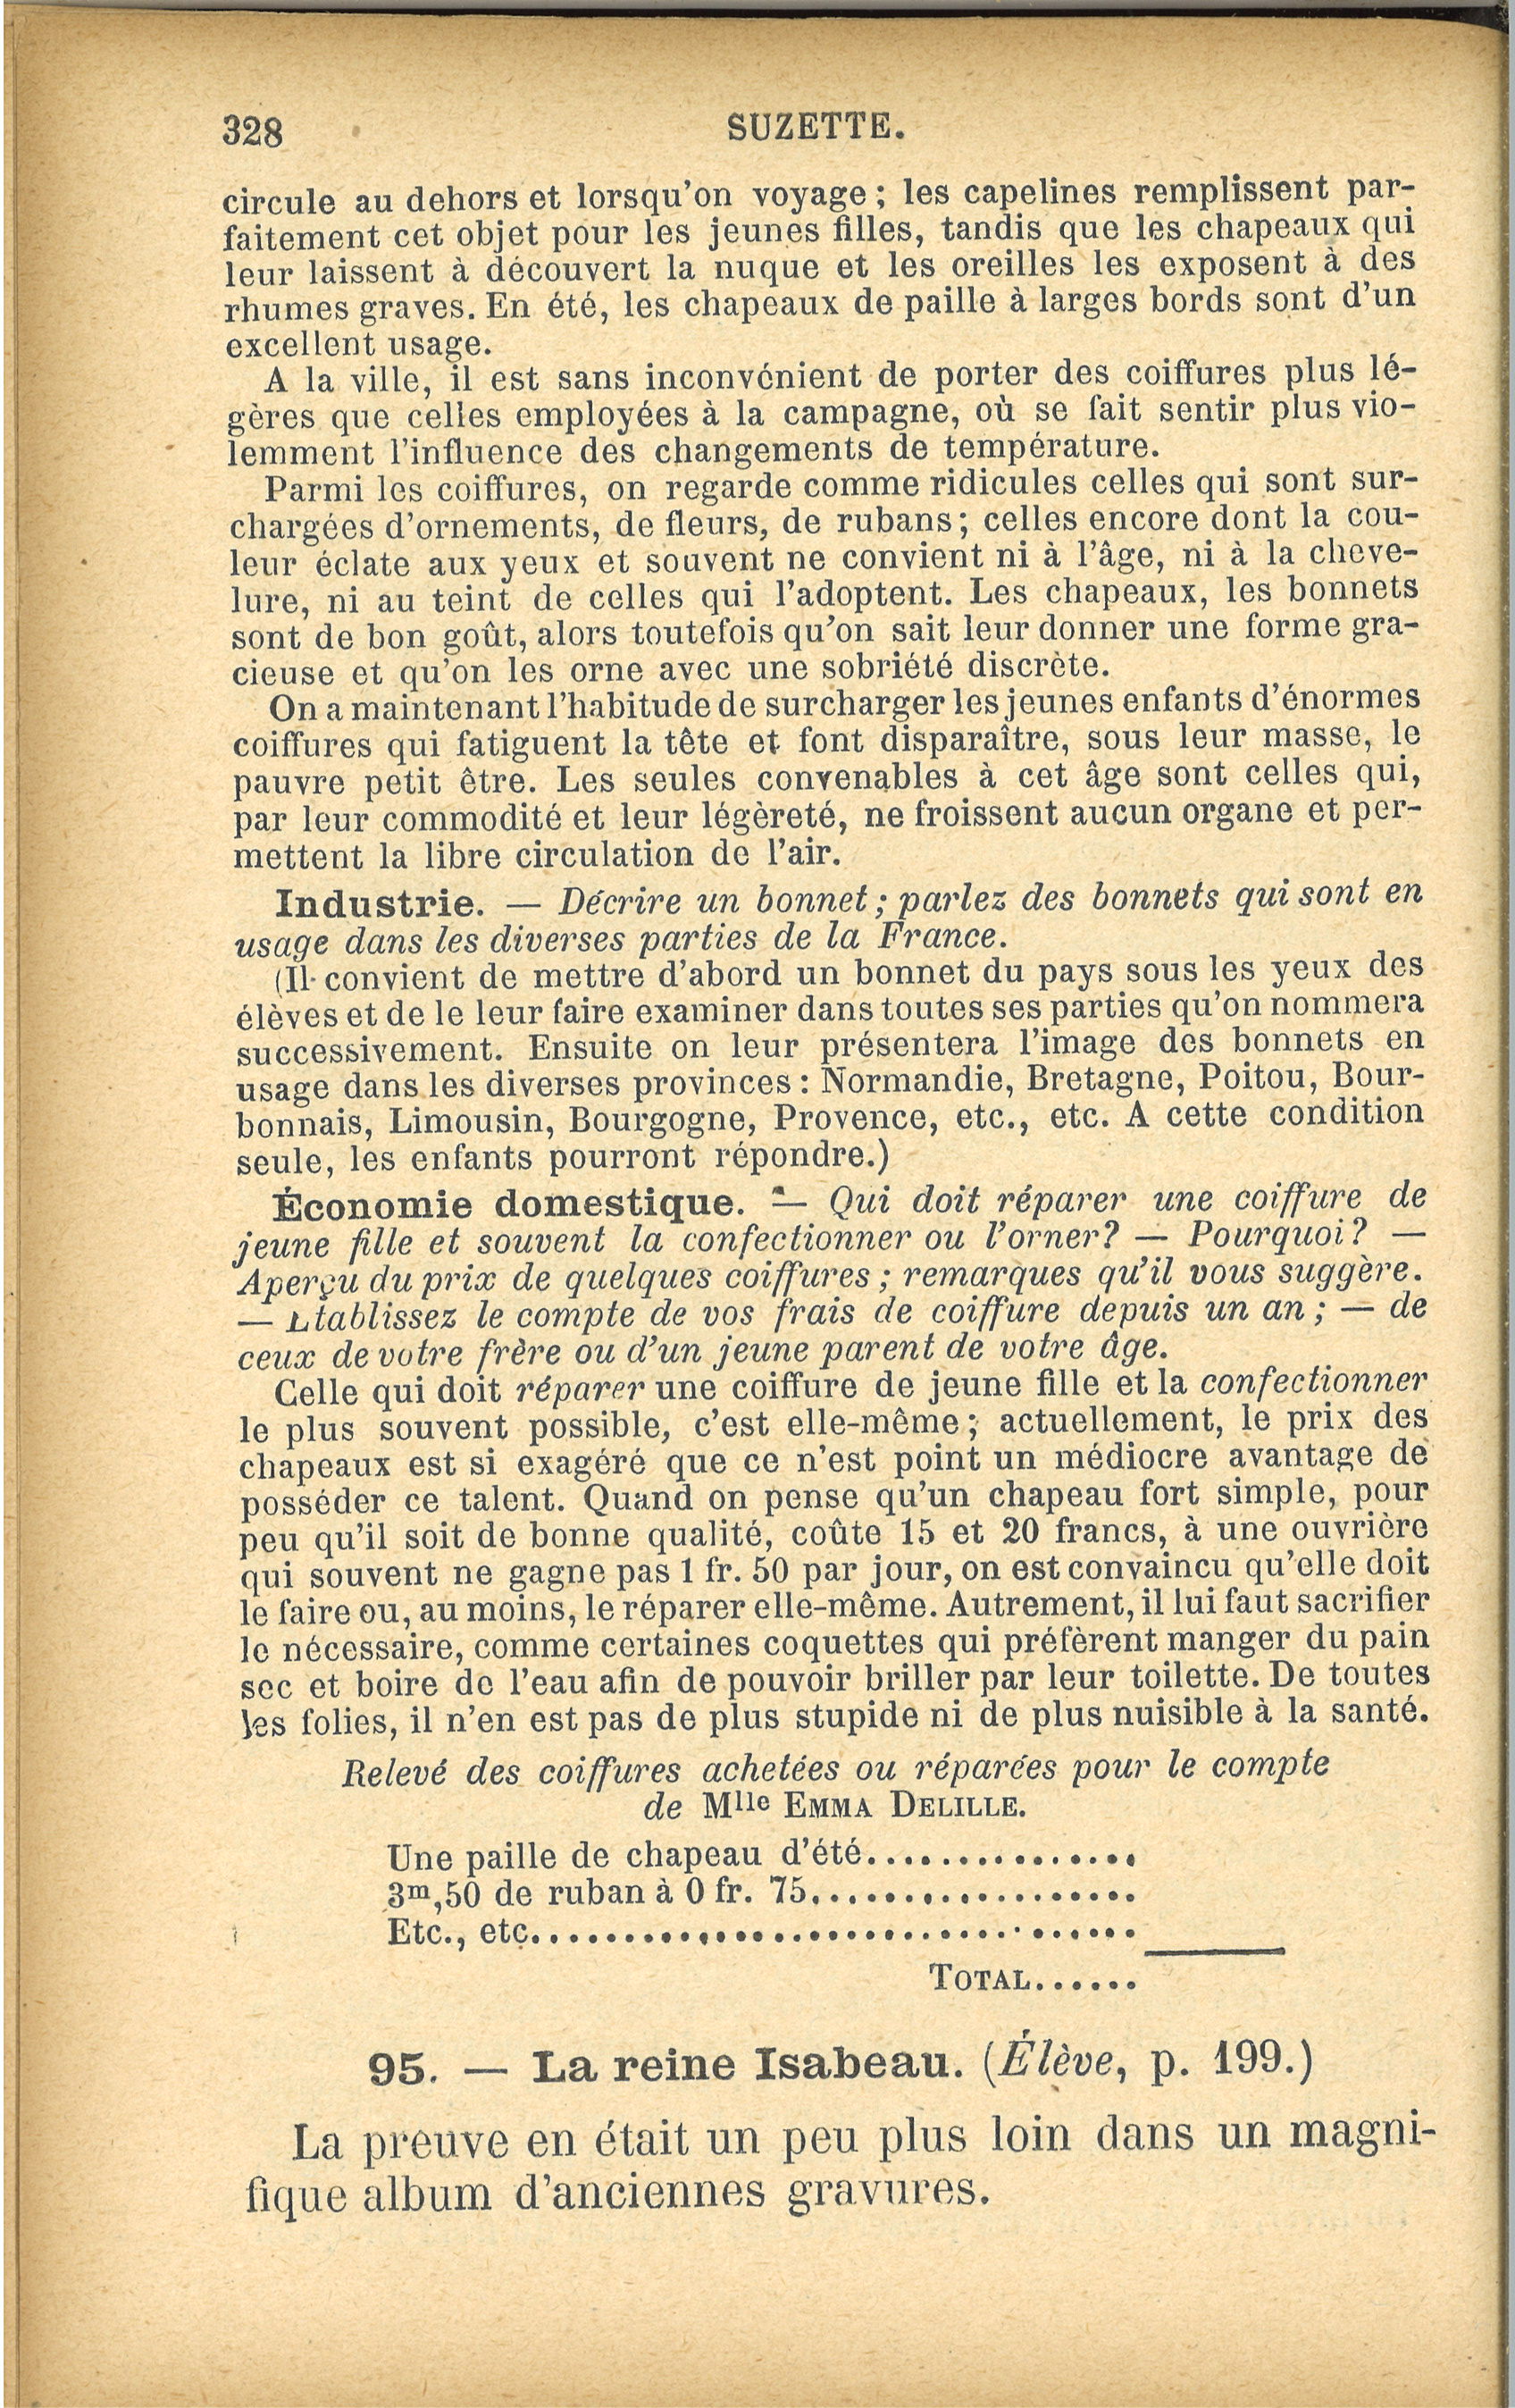 328
SUZETTE.
circule au dehors et lorsqu'on voyage ; les capelines remplissent par-
faitement cet objet pour les jeunes filles, tandis que les chapeaux qui
leur laissent à découvert la nuque et les oreilles les exposent à des
rhumes graves. En été, les chapeaux de paille à larges bords sont d'un
excellent usage.
A la ville, il est sans inconvénient de porter des coiffures plus lé-
gères que celles employées à la campagne, où se fait sentir plus vio-
lemment l'influence des changements de température.
Parmi les coiffures, on regarde comme ridicules celles qui sont sur-
chargées d'ornements, de fleurs, de rubans ; celles encore dont la cou-
leur éclate aux yeux et souvent ne convient ni à l'âge, ni à la cheve-
lure, ni au teint de celles qui l'adoptent. Les chapeaux, les bonnets
sont de bon goût, alors toutefois qu'on sait leur donner une forme gra-
cieuse et qu'on les orne avec une sobriété discrète.
On a maintenant l'habitude de surcharger les jeunes enfants d'énormes
coiffures qui fatiguent la tête et font disparaître, sous leur masse, le
pauvre petit être. Les seules convenables à cet âge sont celles qui,
par leur commodité et leur légèreté, ne froissent aucun organe et per-
mettent la libre circulation de l'air.
Industrie. — Décrire un bonnet ; parlez des bonnets qui sont en
usage dans les diverses parties de la France.
(Il convient de mettre d'abord un bonnet du pays sous les yeux des
élèves et de le leur faire examiner dans toutes ses parties qu'on nommera
successivement. Ensuite on leur présentera l'image des bonnets en
usage dans les diverses provinces : Normandie, Bretagne, Poitou, Bour-
bonnais, Limousin, Bourgogne, Provence, etc., etc. A cette condition
seule, les enfants pourront répondre.)
Économie domestique. — Qui doit réparer une coiffure de
jeune fille et souvent la confectionner ou l'orner? — Pourquoi? —
Aperçu du prix de quelques coiffures ; remarques qu'il vous suggère.
— Etablissez le compte de vos frais de coiffure depuis un an ; — de
ceux de votre frère ou d'un jeune parent de votre âge.
Celle qui doit réparer une coiffure de jeune fille et la confectionner
le plus souvent possible, c'est elle-même ; actuellement, le prix des
chapeaux est si exagéré que ce n'est point un médiocre avantage de
posséder ce talent. Quand on pense qu'un chapeau fort simple, pour
peu qu'il soit de bonne qualité, coûte 15 et 20 francs, à une ouvrière
qui souvent ne gagne pas 1 fr. 50 par jour, on est convaincu qu'elle doit
le faire ou, au moins, le réparer elle-même. Autrement, il lui faut sacrifier
le nécessaire, comme certaines coquettes qui préfèrent manger du pain
sec et boire de l'eau afin de pouvoir briller par leur toilette. De toutes
les folies, il n'en est pas de plus stupide ni de plus nuisible à la santé.
Relevé des coiffures achetées ou réparées pour le compte
de Mlle EMMA DELILLE.
Une paille de chapeau d'été...............
3m,50 de ruban à 0 fr. 75..................
Etc., etc.................................
TOTAL......
95. — La reine Isabeau. (Élève, p. 199.)
La preuve en était un peu plus loin dans un magni-
fique album d'anciennes gravures.